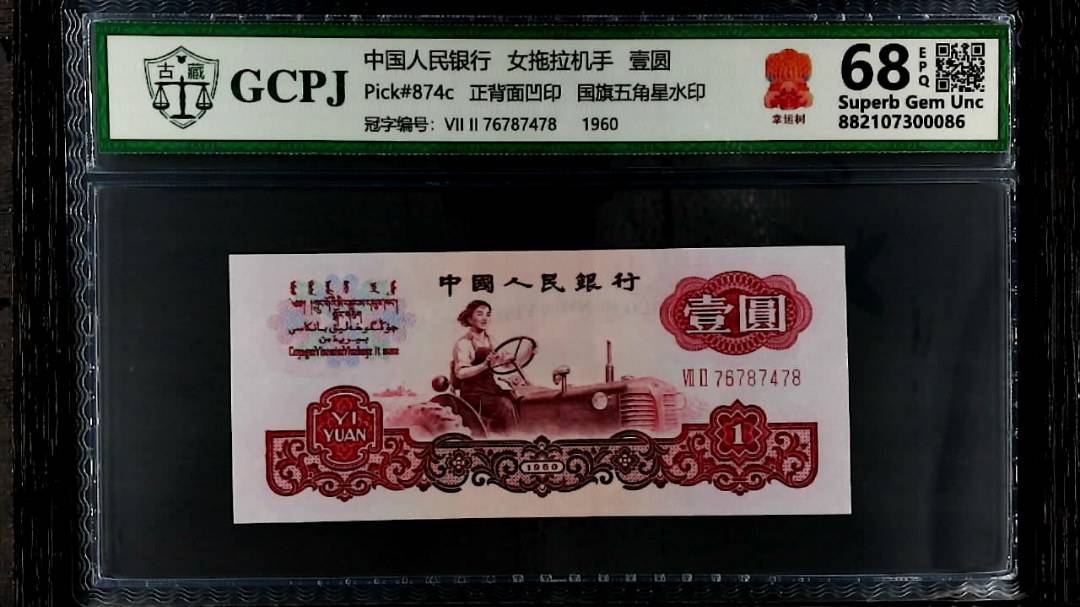 古藏
GCPJ
中国人民银行 女拖拉机手 壹圆
Pick#874c 正背面凹印 国旗五角星水印
冠字编号: VII II 76787478 1960
幸运树
68
EPQ
Superb Gem Unc
882107300086
中國人民銀行
壹圓
VII II 76787478
YI
YUAN
1960
1